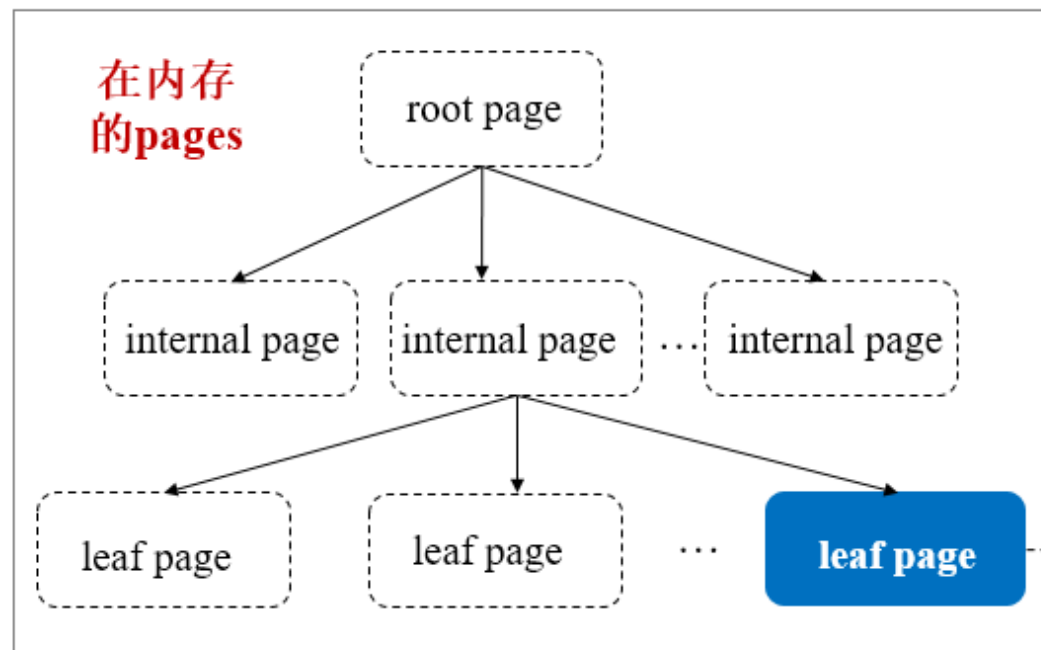 在内存
的pages
root page
internal page
internal page
...
internal page
leaf page
leaf page
...
leaf page